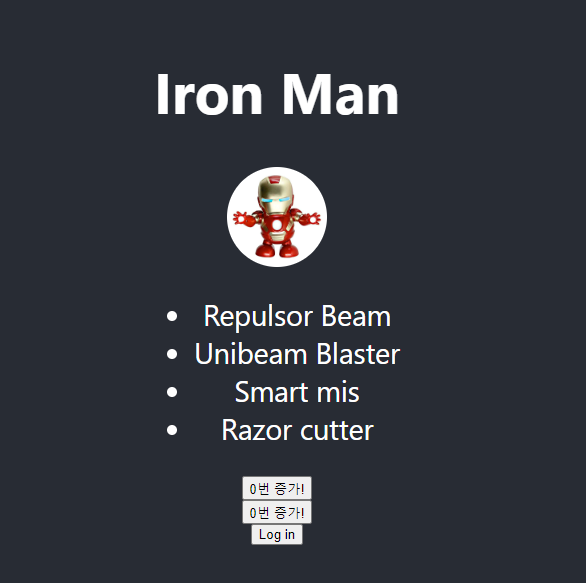 Iron Man
Repulsor Beam
Unibeam Blaster
Smart mis
Razor cutter
0번 증가!
0번 증가!
Log in